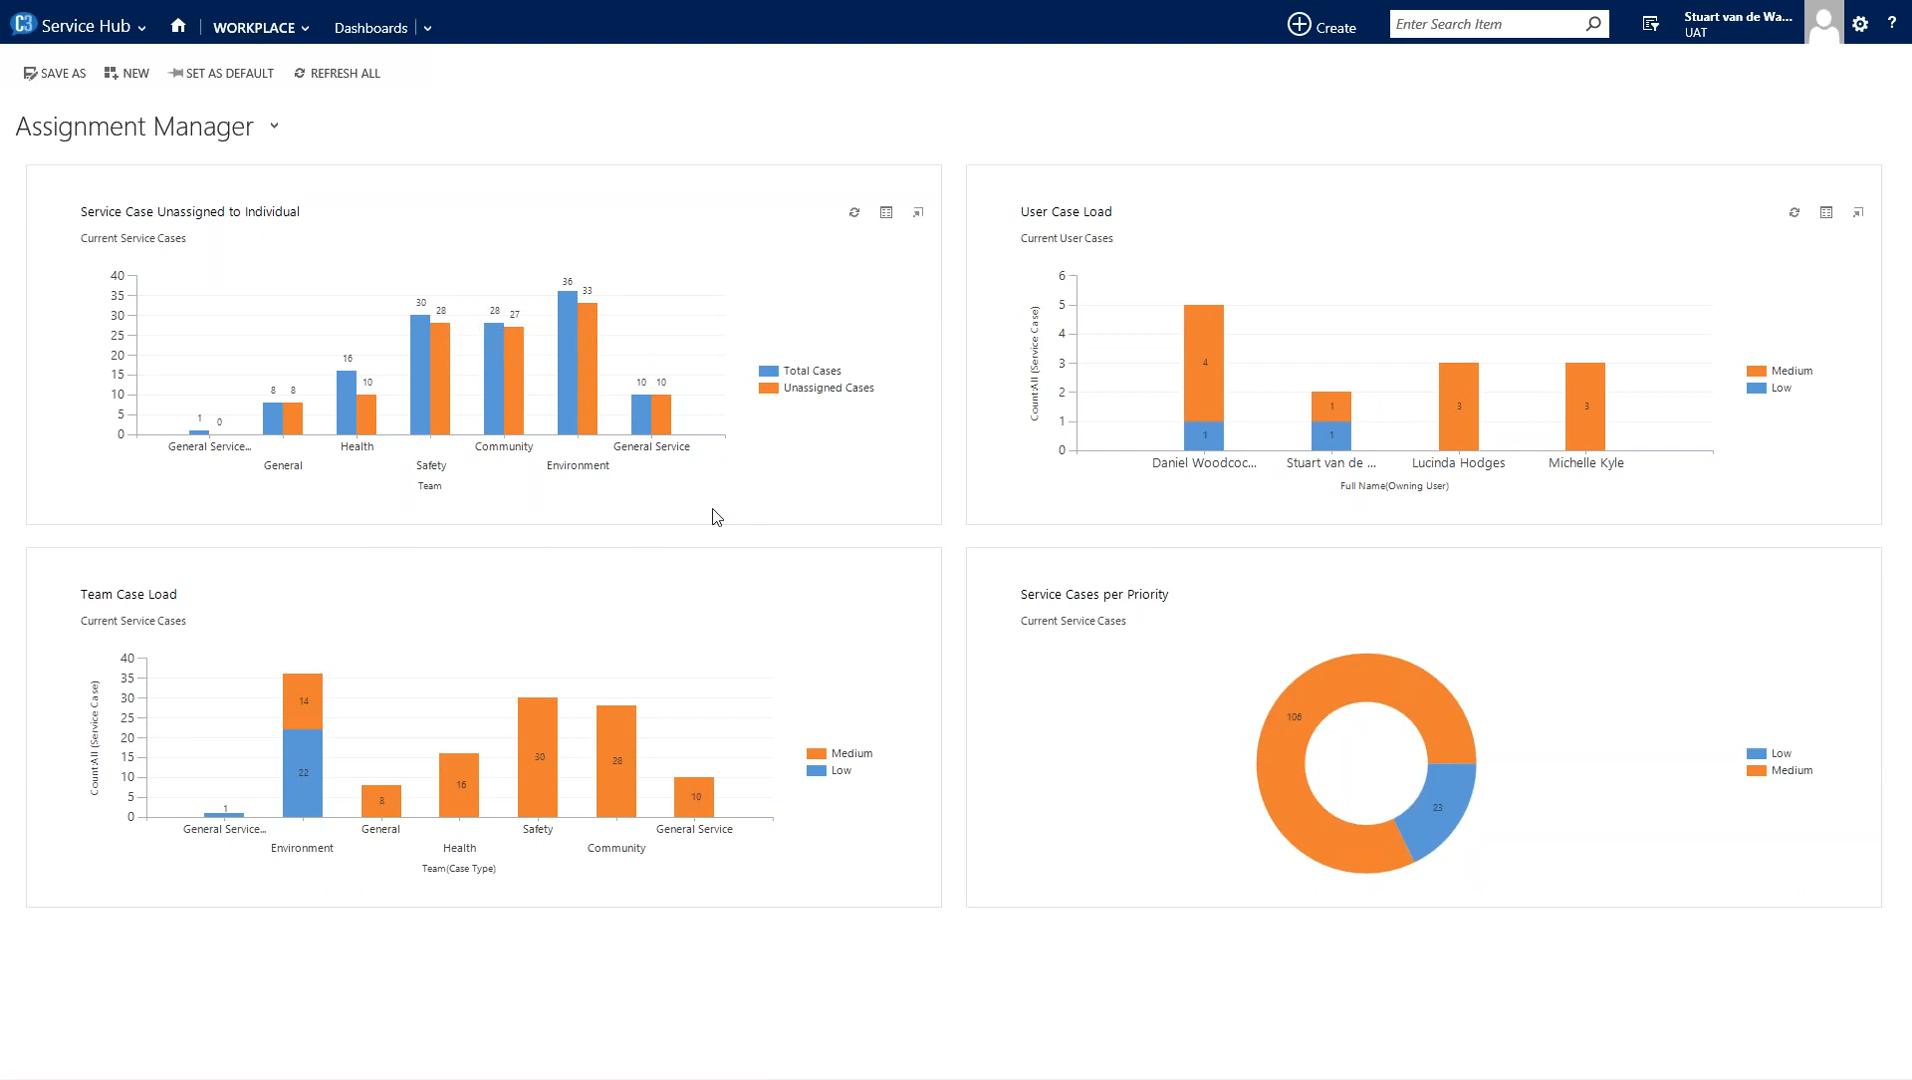 C3 Service Hub WORKPLACE Dashboards Create Enter Search Item Stuart van de Wa... ?
UAT
SAVE AS NEW SET AS DEFAULT REFRESH ALL
Assignment Manager
Service Case Unassigned to Individual
Current Service Cases
40
35
30
25
20
15
10
5
0
1 0 8 8 16 10 30 28 28 27 36 33 10 10
Total Cases
Unassigned Cases
General Service... Health Community General Service
General Safety Environment
Team
User Case Load
Current User Cases
Count:All (Service Case)
6
5
4
3
2
1
0
4 1 3 3
1 1
Medium
Low
Daniel Woodcoc... Stuart van de ... Lucinda Hodges Michelle Kyle
Full Name(Owning User)
Team Case Load
Current Service Cases
Count:All (Service Case)
40
35
30
25
20
15
10
5
0
14
1 22 8 16 30 28 10
Medium
Low
General Service... General Safety General Service
Environment Health Community
Team(Case Type)
Service Cases per Priority
Current Service Cases
106
23
Low
Medium